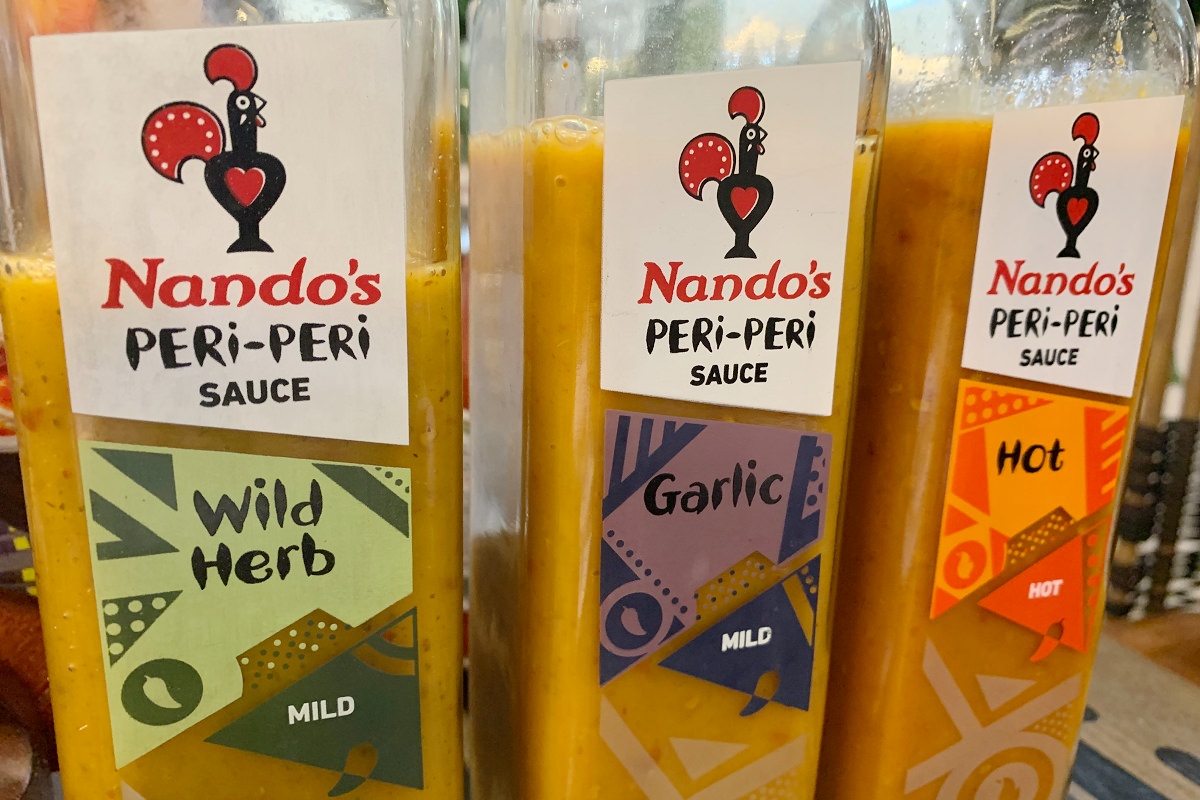 Nando's
PERi-PERi
SAUCE
Wild
Herb
MILD
Nando's
PERi-PERi
SAUCE
Garlic
MILD
Nando's
PERi-PERi
SAUCE
Hot
HOT